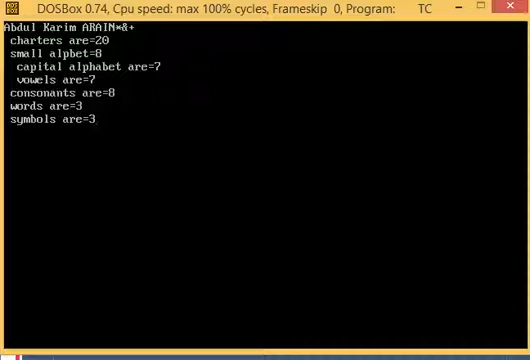 DOSBox 0.74, Cpu speed: max 100% cycles, Frameskip 0, Program: TC
Abdul Karim ARAIN*&+
charters are=20
small alpbet=8
capital alphabet are=7
vowels are=7
consonants are=8
words are=3
symbols are=3